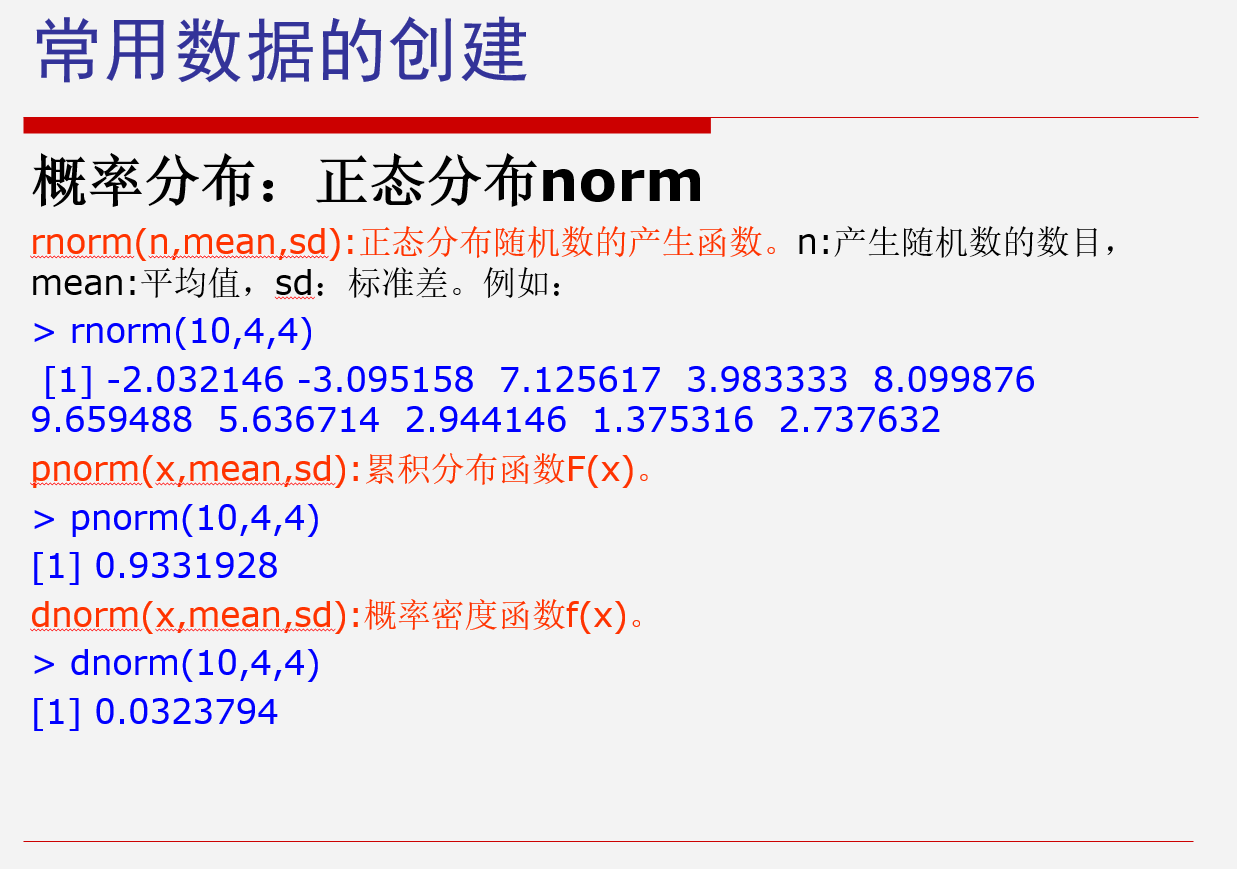 常用数据的创建
概率分布：正态分布norm
rnorm(n,mean,sd):正态分布随机数的产生函数。n:产生随机数的数目，
mean:平均值，sd：标准差。例如：
> rnorm(10,4,4)
[1] -2.032146 -3.095158 7.125617 3.983333 8.099876
9.659488 5.636714 2.944146 1.375316 2.737632
pnorm(x,mean,sd):累积分布函数F(x)。
> pnorm(10,4,4)
[1] 0.9331928
dnorm(x,mean,sd):概率密度函数f(x)。
> dnorm(10,4,4)
[1] 0.0323794